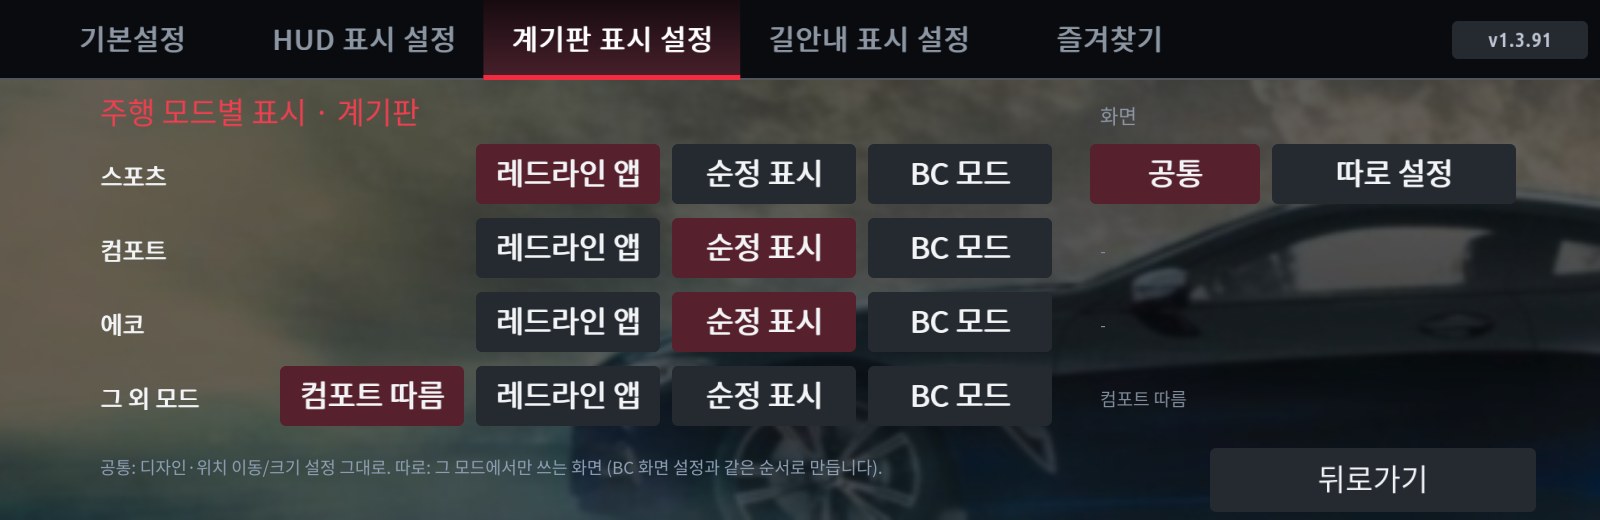 기본설정 HUD 표시 설정 계기판 표시 설정 길안내 표시 설정 즐겨찾기 v1.3.91
주행 모드별 표시 · 계기판 화면
스포츠 레드라인 앱 순정 표시 BC 모드 공통 따로 설정
컴포트 레드라인 앱 순정 표시 BC 모드 -
에코 레드라인 앱 순정 표시 BC 모드 -
그 외 모드 컴포트 따름 레드라인 앱 순정 표시 BC 모드 컴포트 따름
공통: 디자인·위치 이동/크기 설정 그대로. 따로: 그 모드에서만 쓰는 화면 (BC 화면 설정과 같은 순서로 만듭니다).
뒤로가기